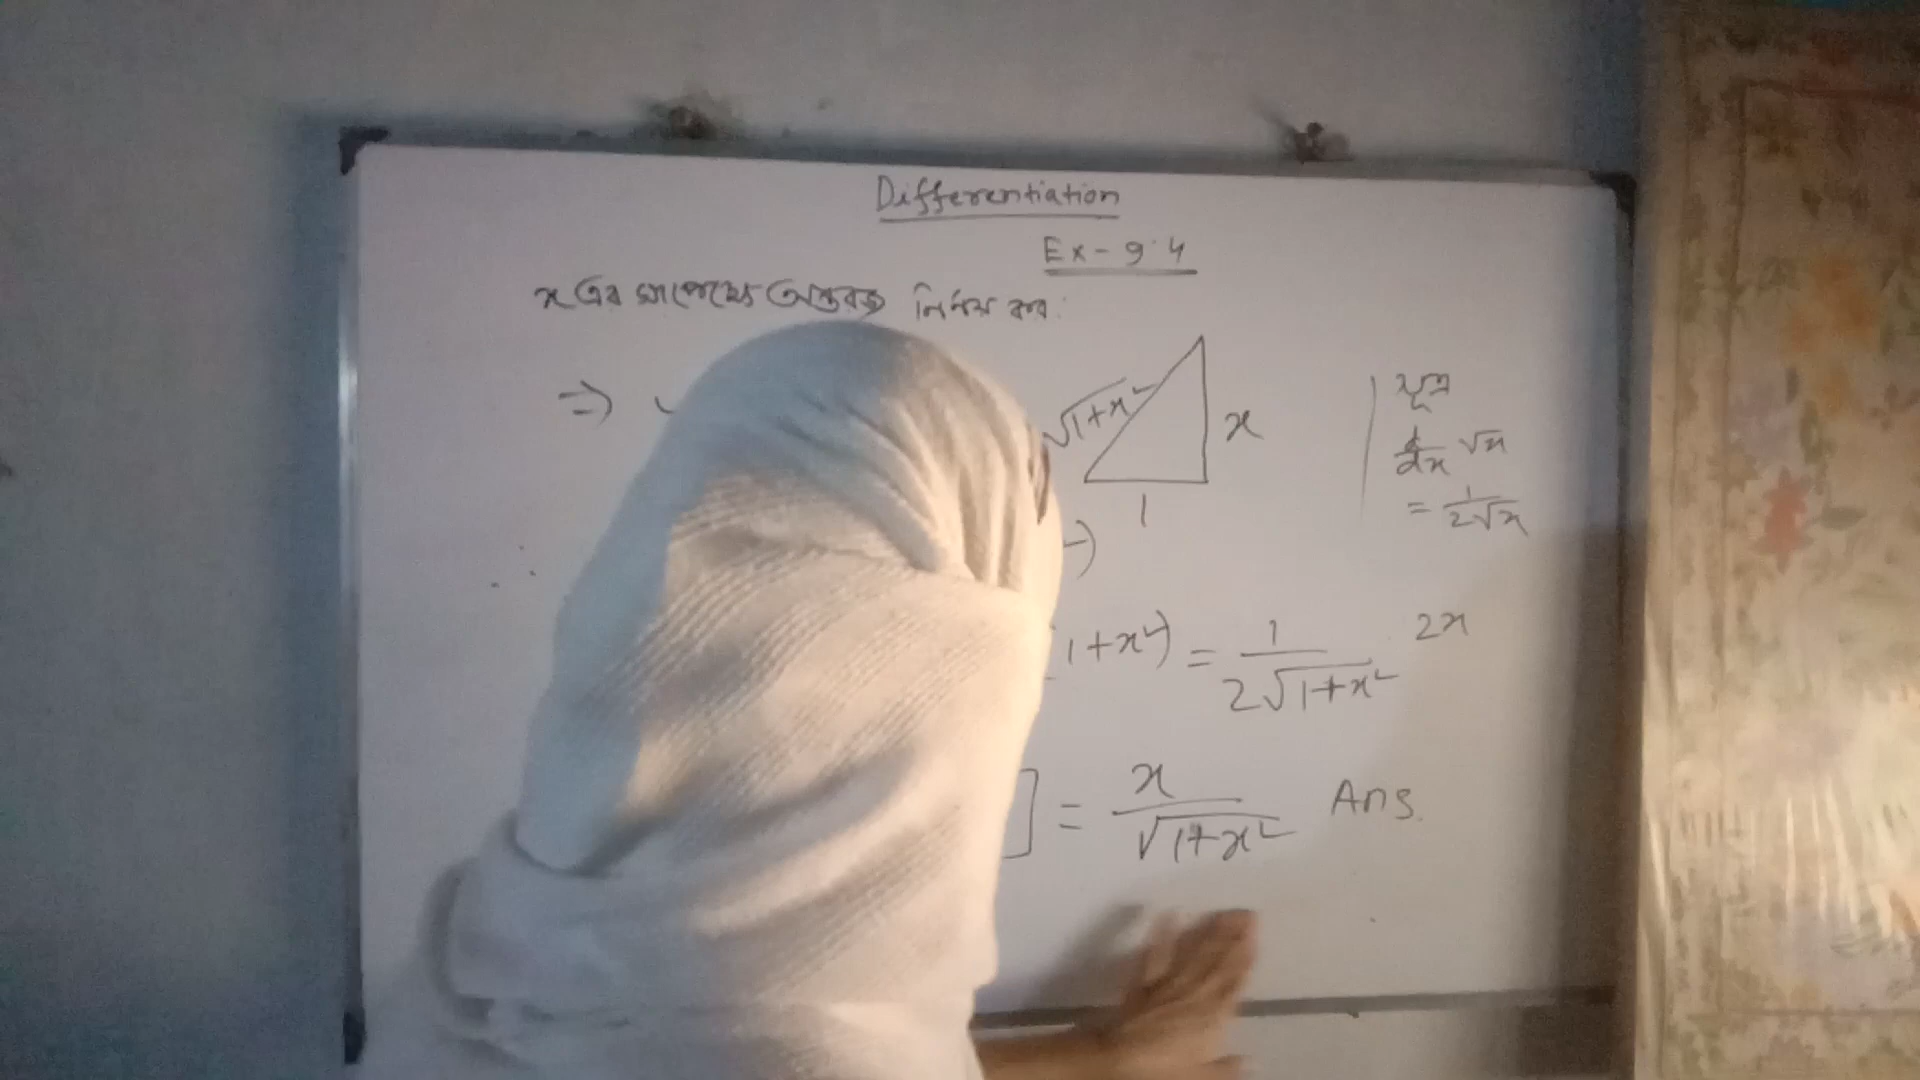 Differentiation
Ex- 9.4
x এর সাপেক্ষে অন্তরজ নির্ণয় কর:
⇒
√1+x²
x
1
সূত্র
d/dx √x
= 1/2√x
1+x²) = 1/2√1+x² 2x
] = x/√1+x² Ans.